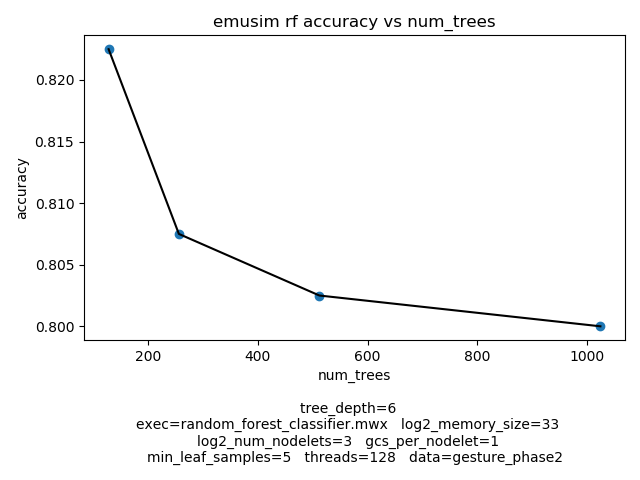 emusim rf accuracy vs num_trees
0.820
0.815
0.810
0.805
0.800
accuracy
200 400 600 800 1000
num_trees
tree_depth=6
exec=random_forest_classifier.mwx log2_memory_size=33
log2_num_nodelets=3 gcs_per_nodelet=1
min_leaf_samples=5 threads=128 data=gesture_phase2